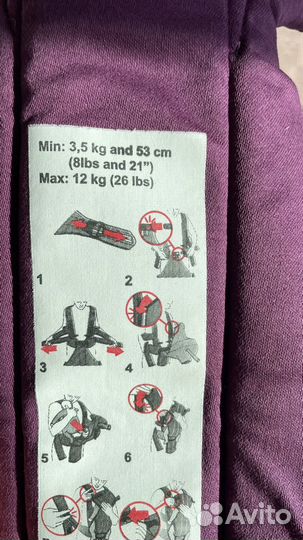 Min: 3,5 kg and 53 cm
(8lbs and 21”)
Max: 12 kg (26 lbs)
1
2
3
4
5
6
Avito